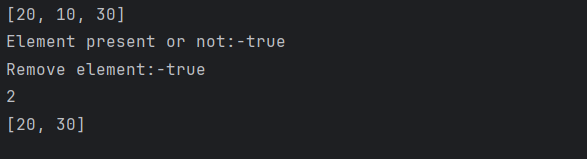 [20, 10, 30]
Element present or not:-true
Remove element:-true
2
[20, 30]